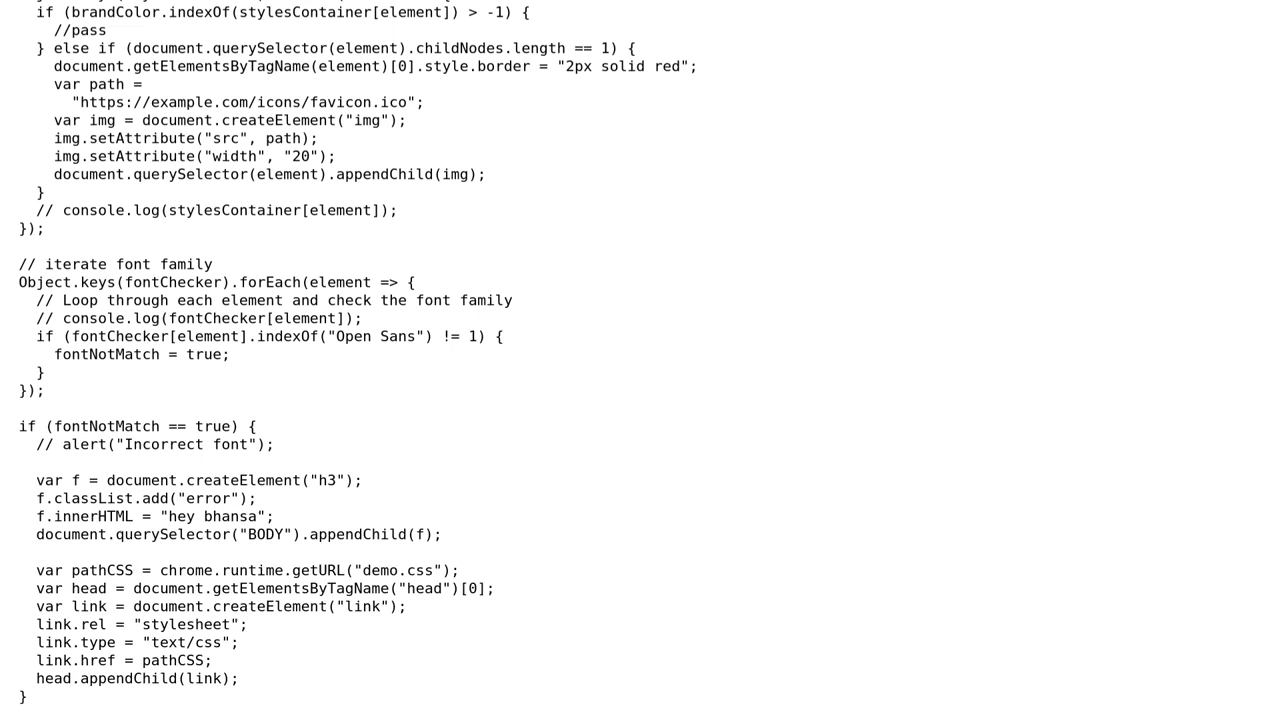 if (brandColor.indexOf(stylesContainer[element]) > -1) {
//pass
} else if (document.querySelector(element).childNodes.length == 1) {
document.getElementsByTagName(element)[0].style.border = "2px solid red";
var path =
"https://example.com/icons/favicon.ico";
var img = document.createElement("img");
img.setAttribute("src", path);
img.setAttribute("width", "20");
document.querySelector(element).appendChild(img);
}
// console.log(stylesContainer[element]);
});
// iterate font family
Object.keys(fontChecker).forEach(element => {
// Loop through each element and check the font family
// console.log(fontChecker[element]);
if (fontChecker[element].indexOf("Open Sans") != 1) {
fontNotMatch = true;
}
});
if (fontNotMatch == true) {
// alert("Incorrect font");
var f = document.createElement("h3");
f.classList.add("error");
f.innerHTML = "hey bhansa";
document.querySelector("BODY").appendChild(f);
var pathCSS = chrome.runtime.getURL("demo.css");
var head = document.getElementsByTagName("head")[0];
var link = document.createElement("link");
link.rel = "stylesheet";
link.type = "text/css";
link.href = pathCSS;
head.appendChild(link);
}